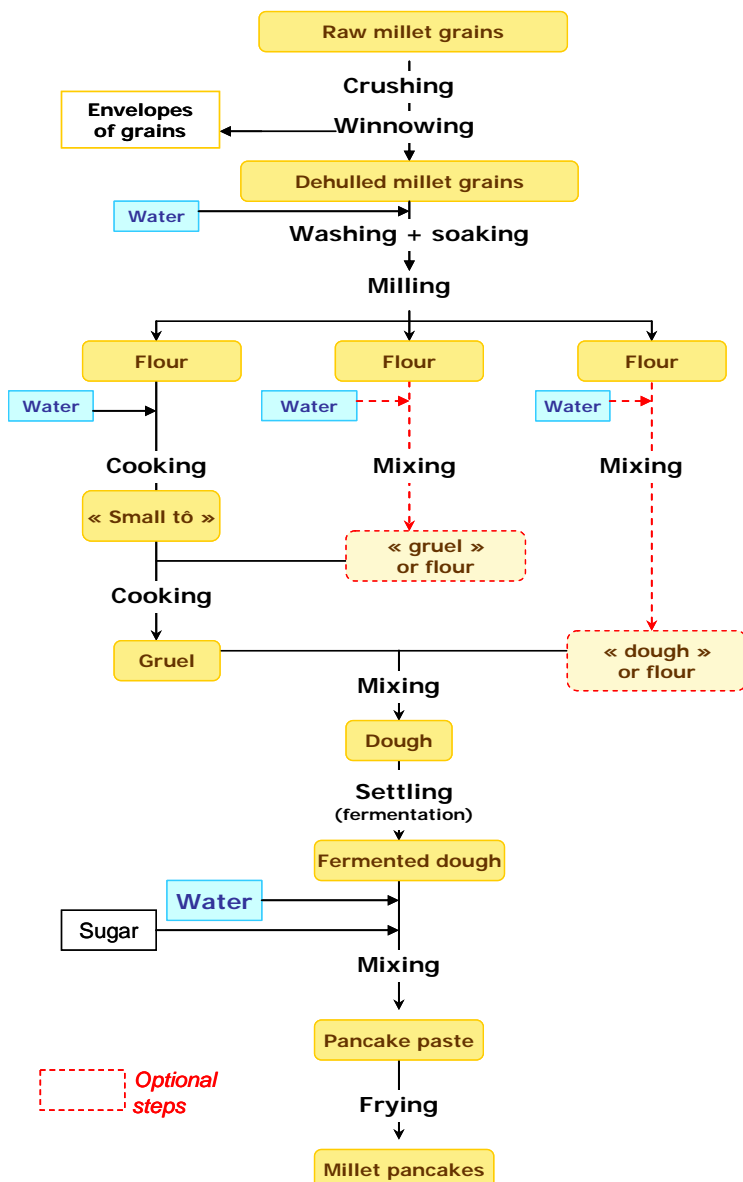 Raw millet grains
Crushing
Envelopes
of grains
Winnowing
Dehulled millet grains
Water
Washing + soaking
Milling
Flour
Flour
Flour
Water
Water
Water
Cooking
Mixing
Mixing
« Small tô »
« gruel »
or flour
Cooking
Gruel
« dough »
or flour
Mixing
Dough
Settling
(fermentation)
Fermented dough
Water
Sugar
Mixing
Pancake paste
Optional
steps
Frying
Millet pancakes